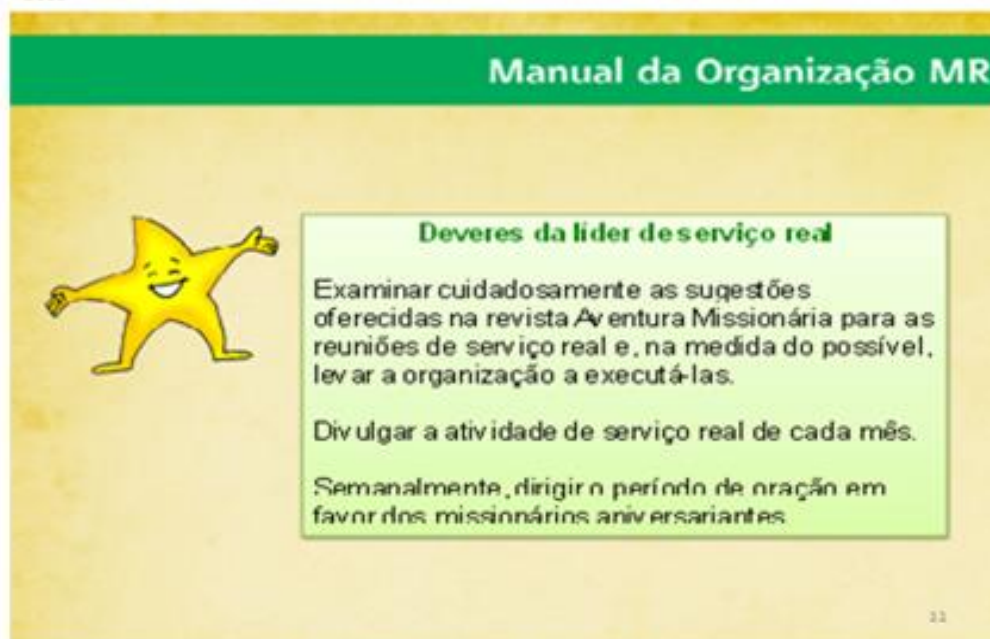 Manual da Organização MR
Deveres da líder de serviço real
Examinar cuidadosamente as sugestões
oferecidas na revista Aventura Missionária para as
reuniões de serviço real e, na medida do possível,
levar a organização a executá-las.
Divulgar a atividade de serviço real de cada mês.
Semanalmente, dirigir o período de oração em
favor dos missionários aniversariantes